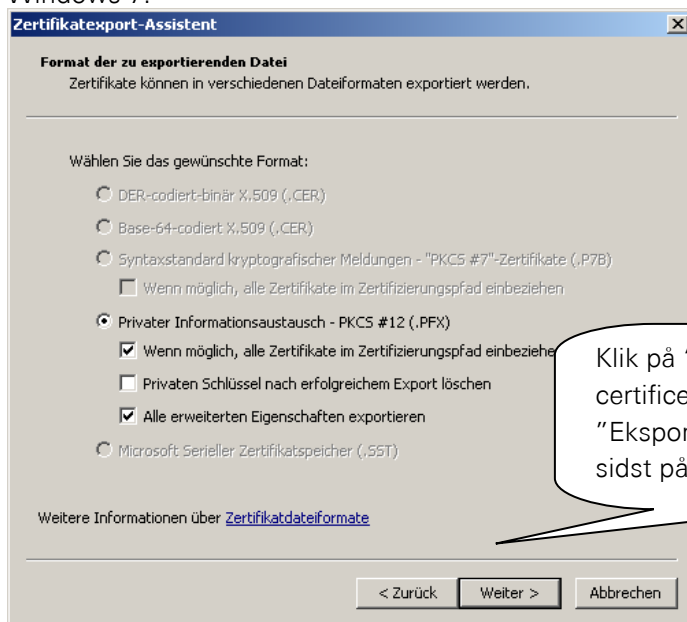 Windows 7:
Zertifikatexport-Assistent
Format der zu exportierenden Datei
Zertifikate können in verschiedenen Dateiformaten exportiert werden.
Wählen Sie das gewünschte Format:
DER-codiert-binär X.509 (.CER)
Base-64-codiert X.509 (.CER)
Syntaxstandard kryptografischer Meldungen - "PKCS #7"-Zertifikate (.P7B)
Wenn möglich, alle Zertifikate im Zertifizierungspfad einbeziehen
Privater Informationsaustausch - PKCS #12 (.PFX)
Wenn möglich, alle Zertifikate im Zertifizierungspfad einbeziehe
Privaten Schlüssel nach erfolgreichem Export löschen
Alle erweiterten Eigenschaften exportieren
Microsoft Serieller Zertifikatspeicher (.SST)
Klik på "
certifice
"Ekspor
sidst på
Weitere Informationen über Zertifikatdateiformate
< Zurück
Weiter >
Abbrechen